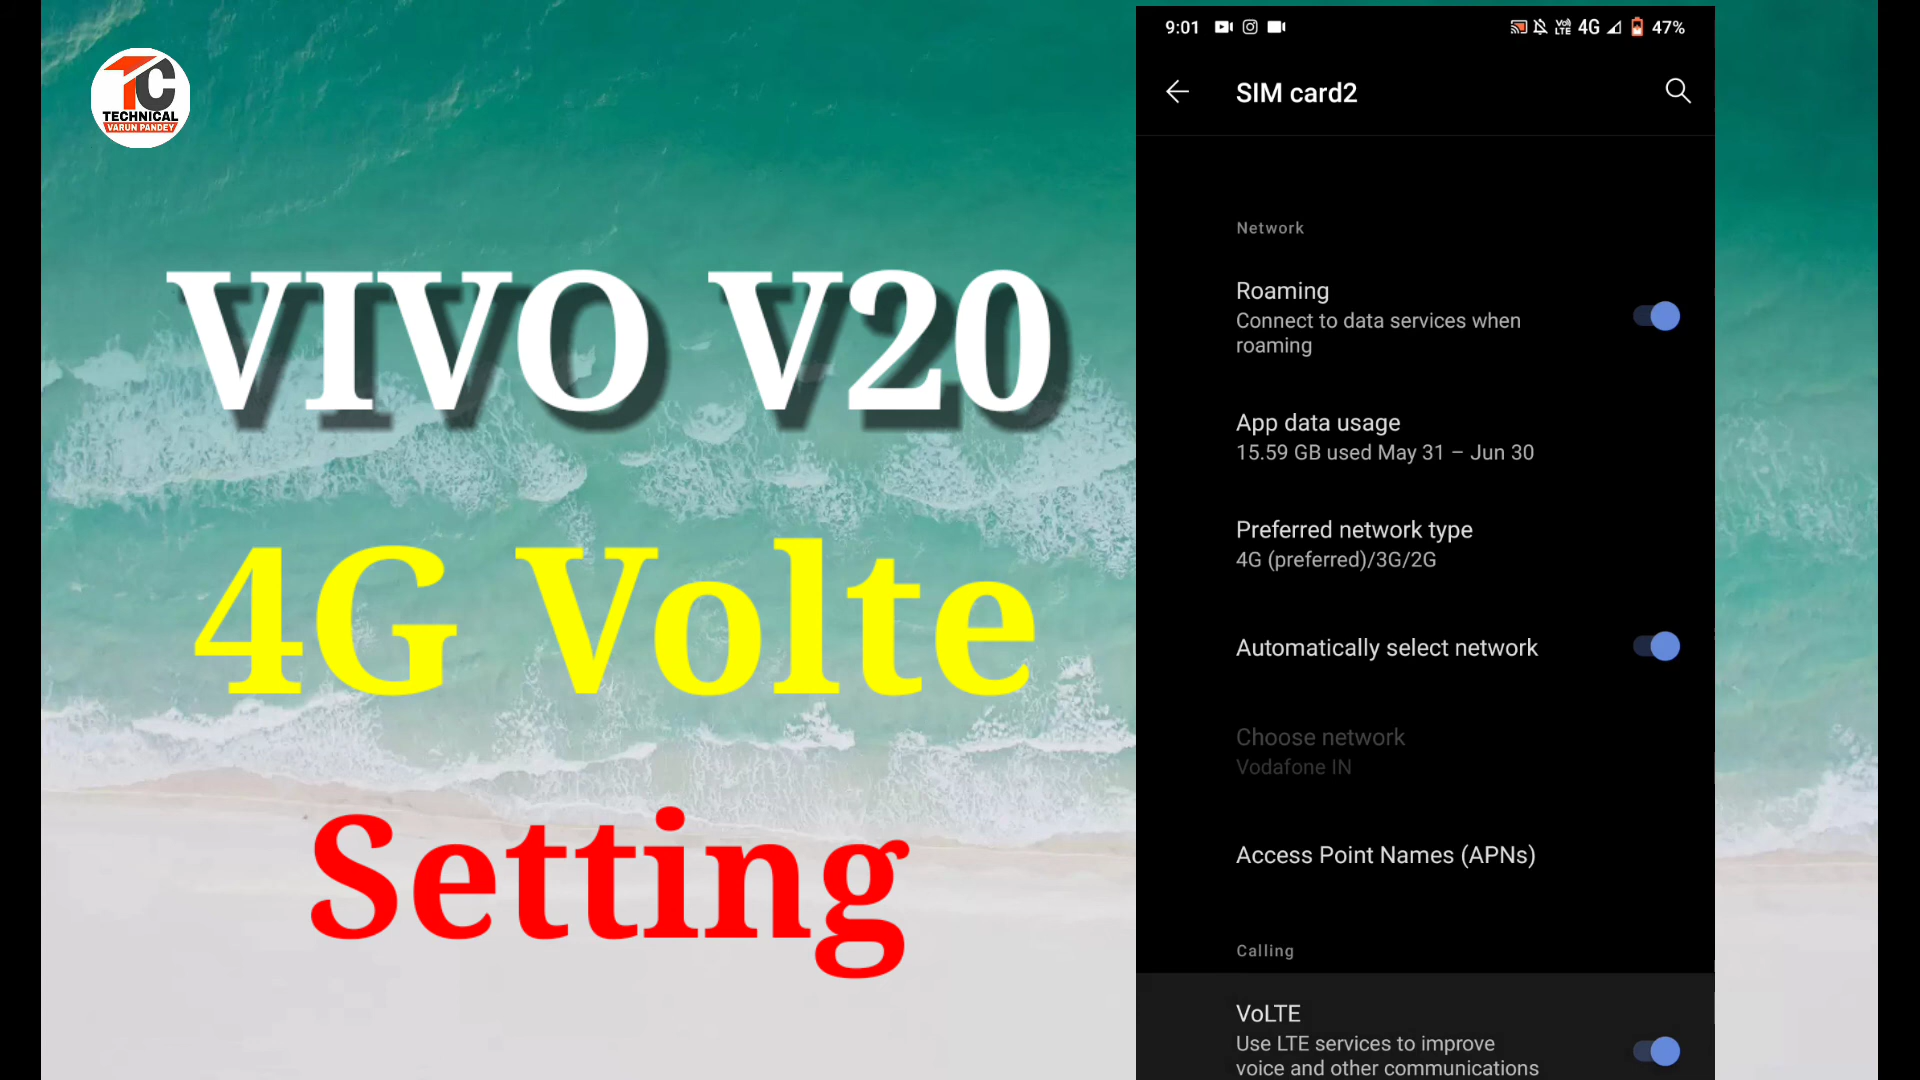 TC
TECHNICAL
VARUN PANDEY
VIVO V20
4G Volte
Setting
9:01
Vo)
LTE
4G
47%
SIM card2
Network
Roaming
Connect to data services when
roaming
App data usage
15.59 GB used May 31 – Jun 30
Preferred network type
4G (preferred)/3G/2G
Automatically select network
Choose network
Vodafone IN
Access Point Names (APNs)
Calling
VoLTE
Use LTE services to improve
voice and other communications